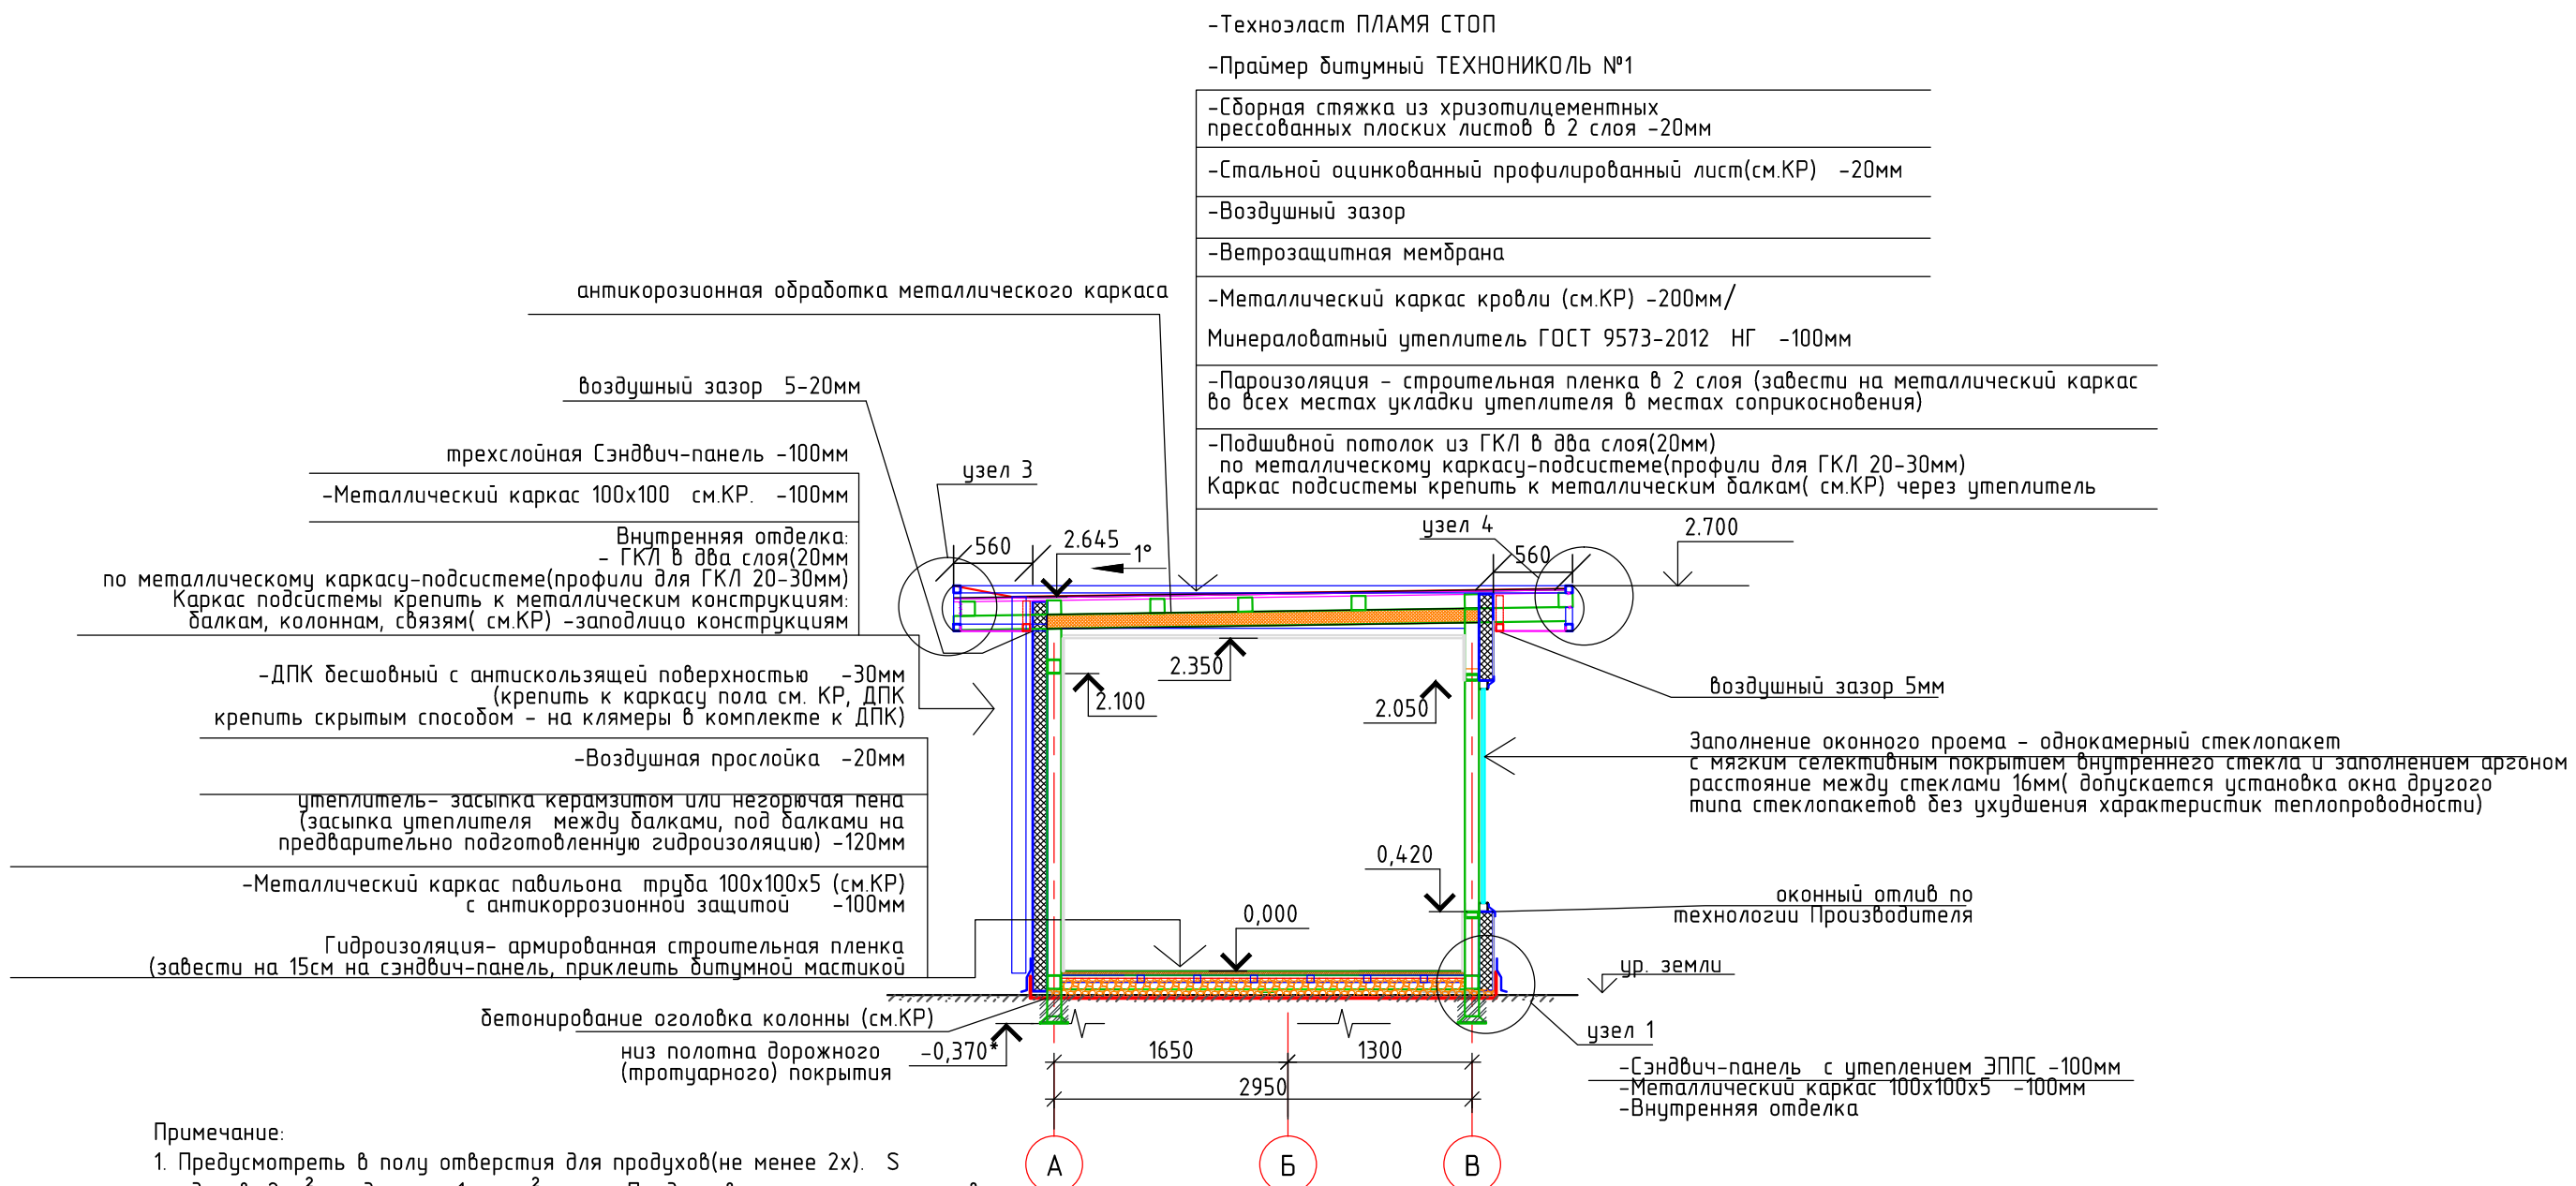 -Техноэласт ПЛАМЯ СТОП
-Праймер битумный ТЕХНОНИКОЛЬ №1
-Сборная стяжка из хризотилцементных
прессованных плоских листов в 2 слоя -20мм
-Стальной оцинкованный профилированный лист(см.КР) -20мм
-Воздушный зазор
-Ветрозащитная мембрана
-Металлический каркас кровли (см.КР) -200мм/
Минераловатный утеплитель ГОСТ 9573-2012 НГ -100мм
-Пароизоляция - строительная пленка в 2 слоя (завести на металлический каркас
во всех местах укладки утеплителя в местах соприкосновения)
-Подшивной потолок из ГКЛ в два слоя(20мм)
по металлическому каркасу-подсистеме(профили для ГКЛ 20-30мм)
Каркас подсистемы крепить к металлическим балкам( см.КР) через утеплитель
антикорозионная обработка металлического каркаса
воздушный зазор 5-20мм
трехслойная Сэндвич-панель -100мм
-Металлический каркас 100х100 см.КР. -100мм
Внутренняя отделка:
- ГКЛ в два слоя(20мм
по металлическому каркасу-подсистеме(профили для ГКЛ 20-30мм)
Каркас подсистемы крепить к металлическим конструкциям:
балкам, колоннам, связям( см.КР) -заподлицо конструкциям
узел 3
560
2.645
1°
узел 4
560
2.700
-ДПК бесшовный с антискользящей поверхностью -30мм
(крепить к каркасу пола см. КР, ДПК
крепить скрытым способом - на клямеры в комплекте к ДПК)
-Воздушная прослойка -20мм
утеплитель- засыпка керамзитом или негорючая пена
(засыпка утеплителя между балками, под балками на
предварительно подготовленную гидроизоляцию) -120мм
-Металлический каркас павильона труба 100х100х5 (см.КР)
с антикоррозионной защитой -100мм
Гидроизоляция- армированная строительная пленка
(завести на 15см на сэндвич-панель, приклеить битумной мастикой
2.350
2.100
2.050
0,420
0,000
воздушный зазор 5мм
Заполнение оконного проема - однокамерный стеклопакет
с мягким селективным покрытием внутреннего стекла и заполнением аргоном
расстояние между стеклами 16мм( допускается установка окна другого
типа стеклопакетов без ухудшения характеристик теплопроводности)
оконный отлив по
технологии Производителя
ур. земли
бетонирование оголовка колонны (см.КР)
низ полотна дорожного
(тротуарного) покрытия
-0,370*
узел 1
-Сэндвич-панель с утеплением ЭППС -100мм
-Металлический каркас 100х100х5 -100мм
-Внутренняя отделка
1650
1300
2950
А
Б
В
Примечание:
1. Предусмотреть в полу отверстия для продухов(не менее 2х). S